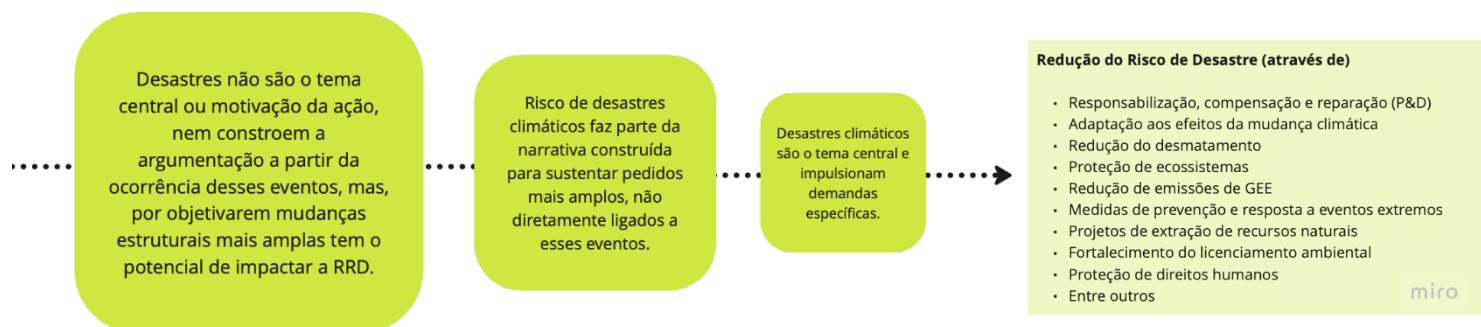 Desastres não são o tema
central ou motivação da ação,
nem constroem a
argumentação a partir da
ocorrência desses eventos, mas,
por objetivarem mudanças
estruturais mais amplas tem o
potencial de impactar a RRD.
Risco de desastres
climáticos faz parte da
narrativa construída
para sustentar pedidos
mais amplos, não
diretamente ligados a
esses eventos.
Desastres climáticos
são o tema central e
impulsionam
demandas
específicas.
Redução do Risco de Desastre (através de)
• Responsabilização, compensação e reparação (P&D)
• Adaptação aos efeitos da mudança climática
• Redução do desmatamento
• Proteção de ecossistemas
• Redução de emissões de GEE
• Medidas de prevenção e resposta a eventos extremos
• Projetos de extração de recursos naturais
• Fortalecimento do licenciamento ambiental
• Proteção de direitos humanos
• Entre outros
miro